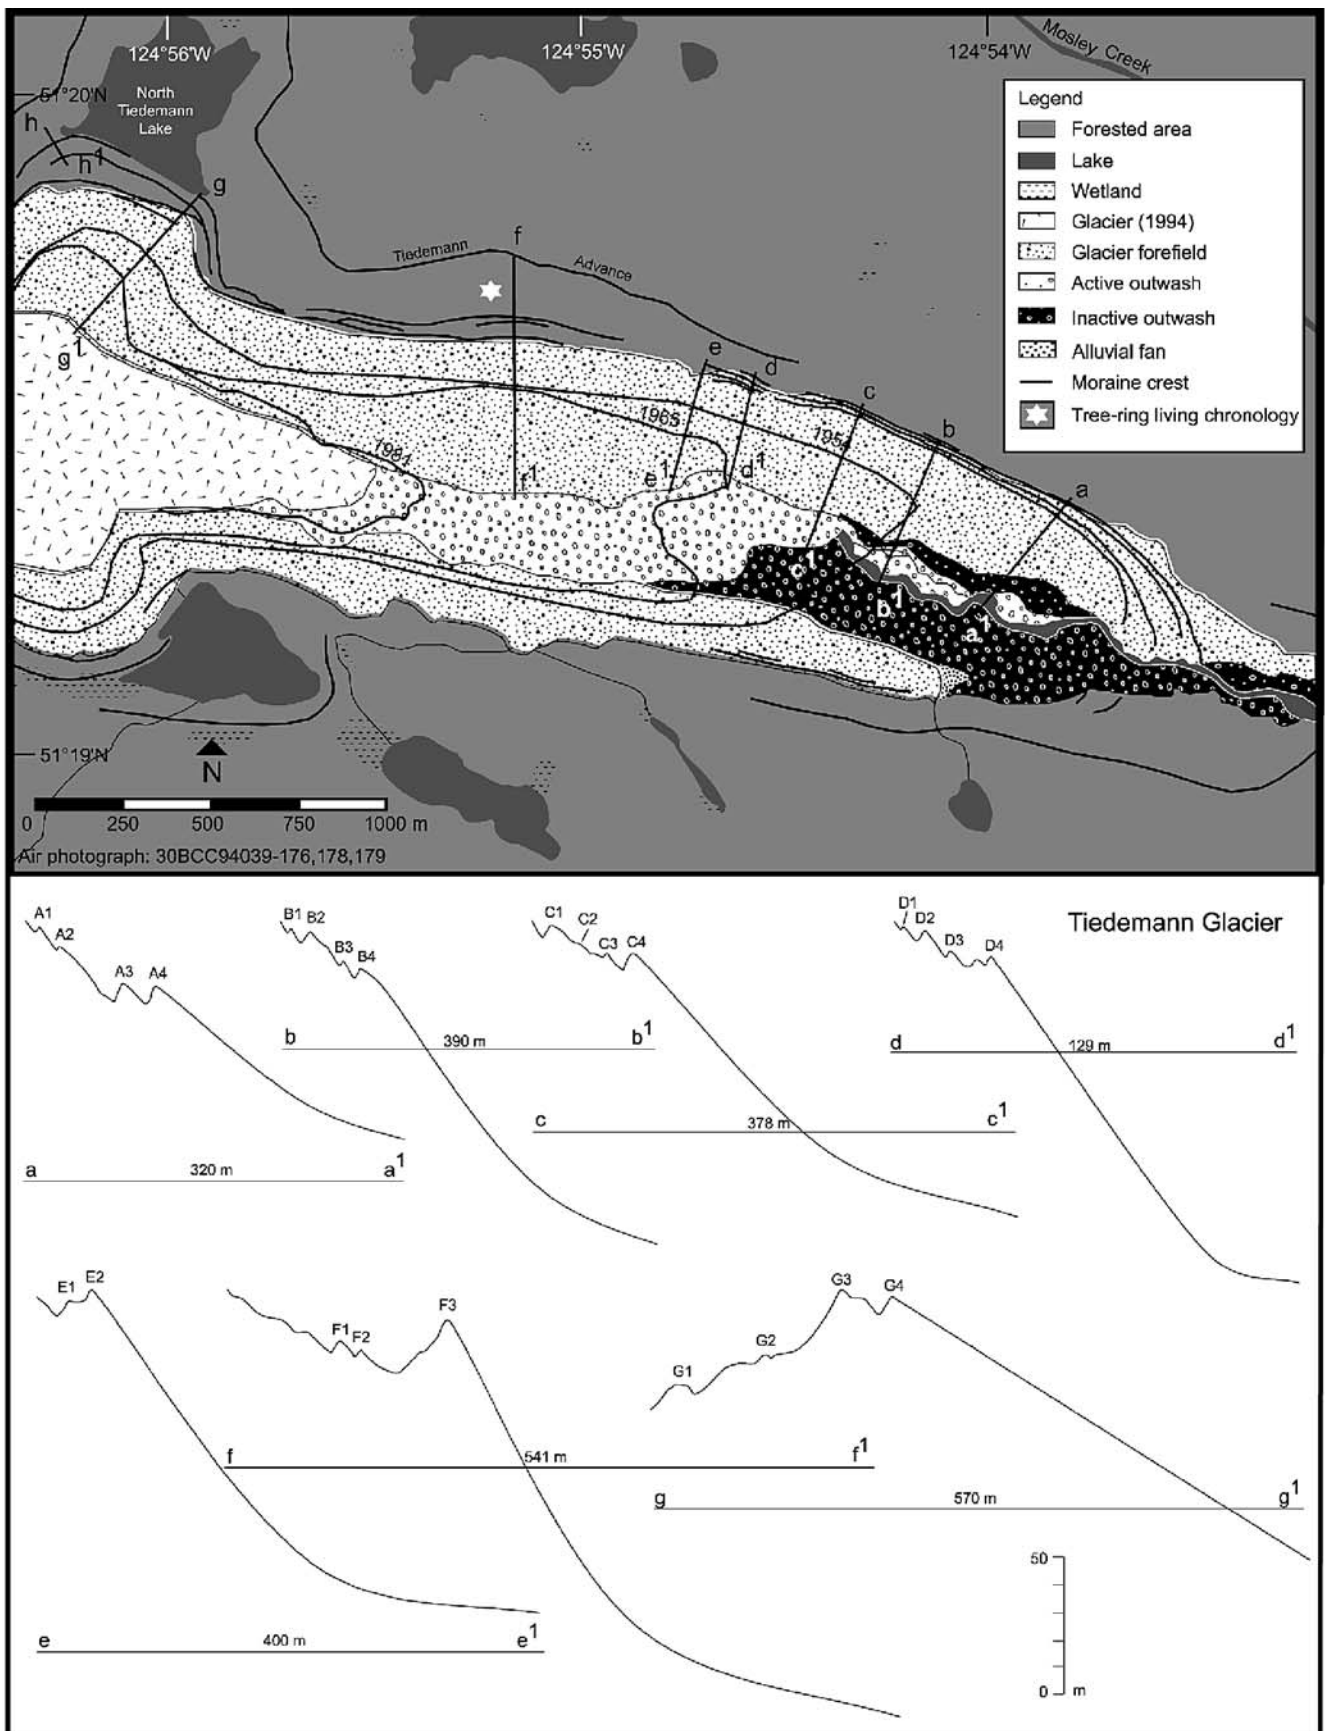 124°56'W
124°55'W
124°54'W
Mosley Creek
51°20'N
North
Tiedemann
Lake
h
h1
g
f
Tiedemann
Advance
Legend
Forested area
Lake
Wetland
Glacier (1994)
Glacier forefield
Active outwash
Inactive outwash
Alluvial fan
Moraine crest
Tree-ring living chronology
g1
e
d
c
b
a
1965
1981
f1
e1
d1
c1
b1
a1
51°19'N
N
0 250 500 750 1000 m
Air photograph: 30BCC94039-176,178,179
Tiedemann Glacier
A1
A2
A3 A4
a 320 m a1
B1 B2
B3
B4
b 390 m b1
C1
C2
C3 C4
c 378 m c1
D1
D2
D3 D4
d 129 m d1
E1 E2
e 400 m e1
F1 F2
F3
f 541 m f1
G1
G2
G3
G4
g 570 m g1
50
0 m